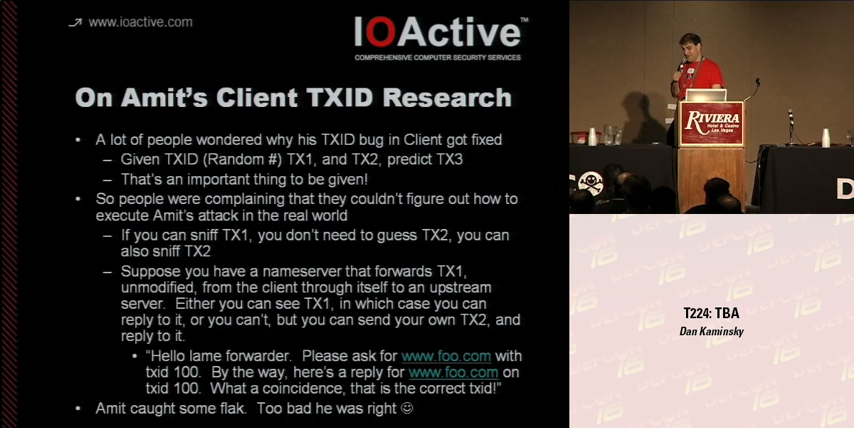 www.ioactive.com
IOActive™
COMPREHENSIVE COMPUTER SECURITY SERVICES
On Amit's Client TXID Research
• A lot of people wondered why his TXID bug in Client got fixed
– Given TXID (Random #) TX1, and TX2, predict TX3
– That's an important thing to be given!
• So people were complaining that they couldn't figure out how to
execute Amit's attack in the real world
– If you can sniff TX1, you don't need to guess TX2, you can
also sniff TX2
– Suppose you have a nameserver that forwards TX1,
unmodified, from the client through itself to an upstream
server. Either you can see TX1, in which case you can
reply to it, or you can't, but you can send your own TX2, and
reply to it.
• "Hello lame forwarder. Please ask for www.foo.com with
txid 100. By the way, here's a reply for www.foo.com on
txid 100. What a coincidence, that is the correct txid!"
• Amit caught some flak. Too bad he was right ☺
RIVIERA
Hotel & Casino
Las Vegas
D
T224: TBA
Dan Kaminsky
DEFCON
16